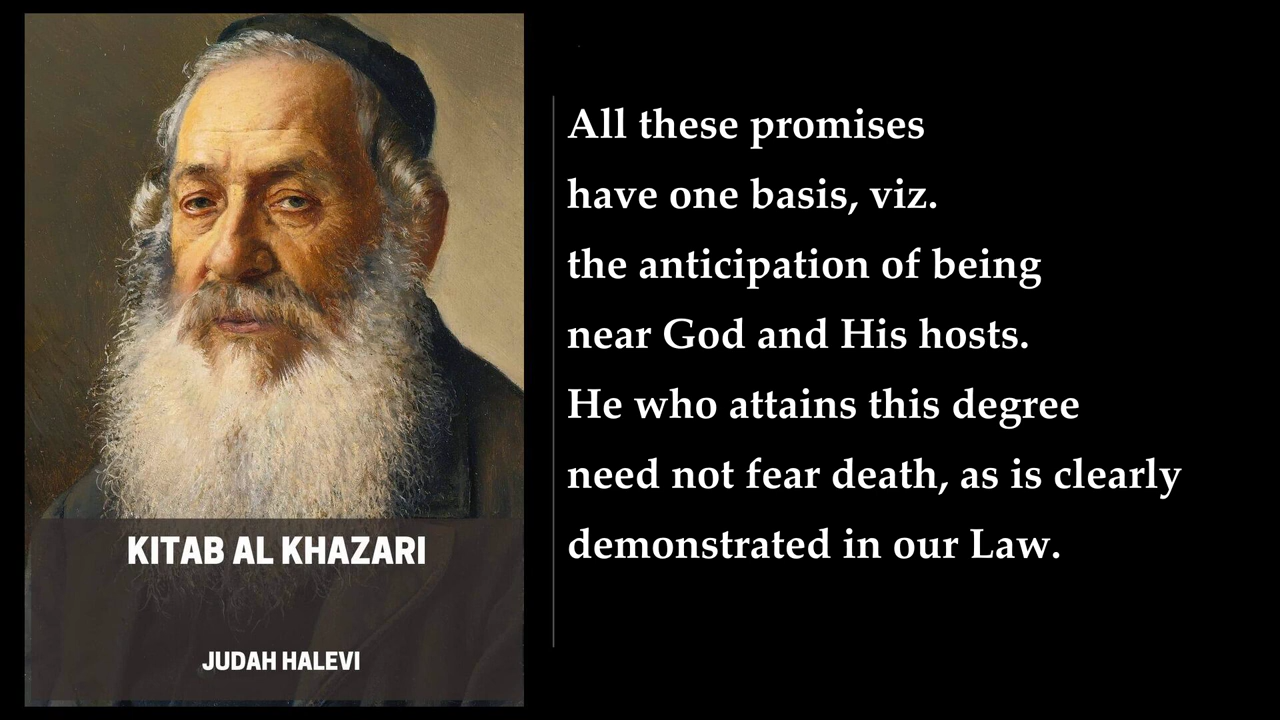 KITAB AL KHAZARI
JUDAH HALEVI
All these promises
have one basis, viz.
the anticipation of being
near God and His hosts.
He who attains this degree
need not fear death, as is clearly
demonstrated in our Law.